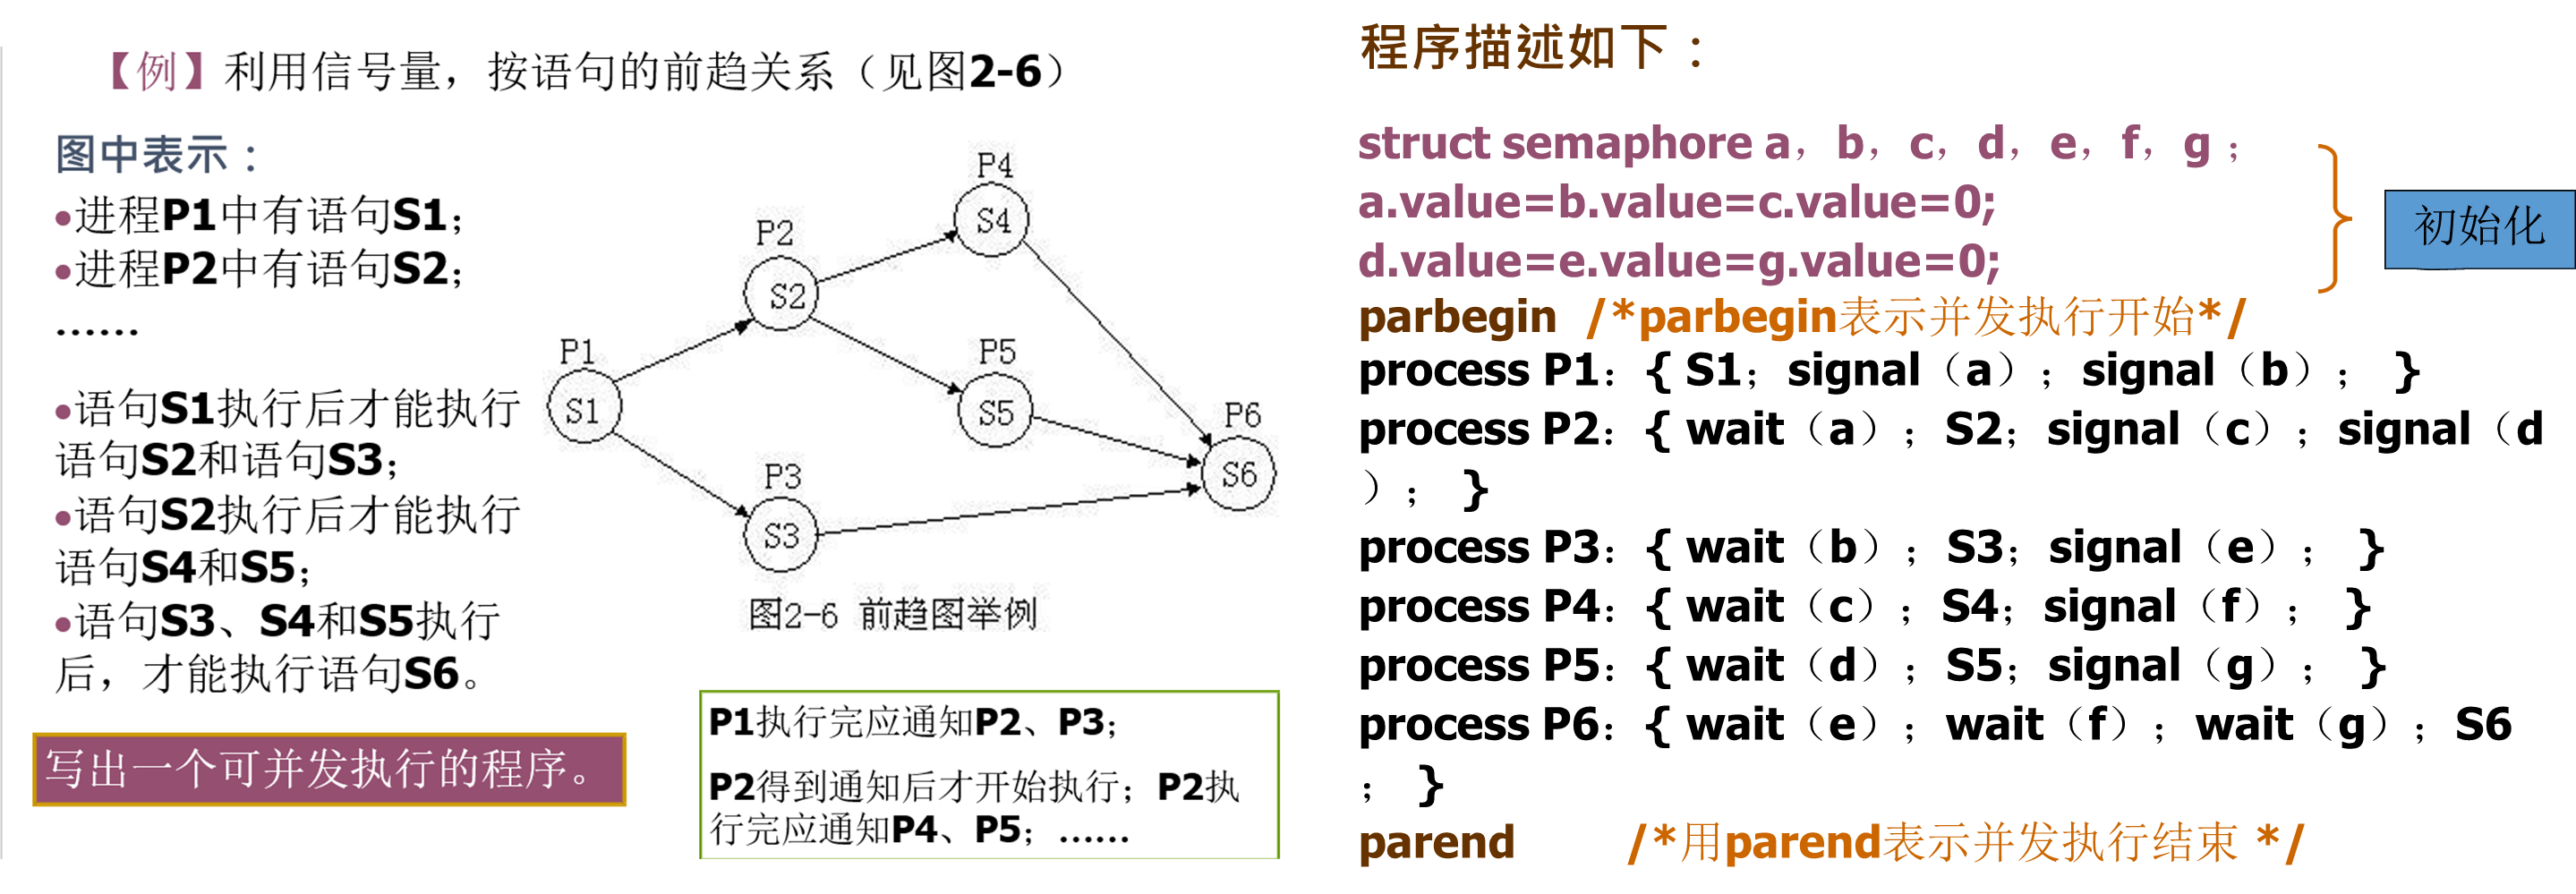 【例】利用信号量，按语句的前趋关系（见图2-6）
图中表示：
•进程P1中有语句S1；
•进程P2中有语句S2；
……
•语句S1执行后才能执行
语句S2和语句S3；
•语句S2执行后才能执行
语句S4和S5；
•语句S3、S4和S5执行
后，才能执行语句S6。
写出一个可并发执行的程序。
P1
S1
P2
S2
P3
S3
P4
S4
P5
S5
P6
S6
图2-6 前趋图举例
P1执行完应通知P2、P3；
P2得到通知后才开始执行；P2执
行完应通知P4、P5；……
程序描述如下：
struct semaphore a，b，c，d，e，f，g；
a.value=b.value=c.value=0;
d.value=e.value=g.value=0;
初始化
parbegin /*parbegin表示并发执行开始*/
process P1：{ S1；signal（a）；signal（b）； }
process P2：{ wait（a）；S2；signal（c）；signal（d
）； }
process P3：{ wait（b）；S3；signal（e）； }
process P4：{ wait（c）；S4；signal（f）； }
process P5：{ wait（d）；S5；signal（g）； }
process P6：{ wait（e）；wait（f）；wait（g）；S6
； }
parend /*用parend表示并发执行结束 */